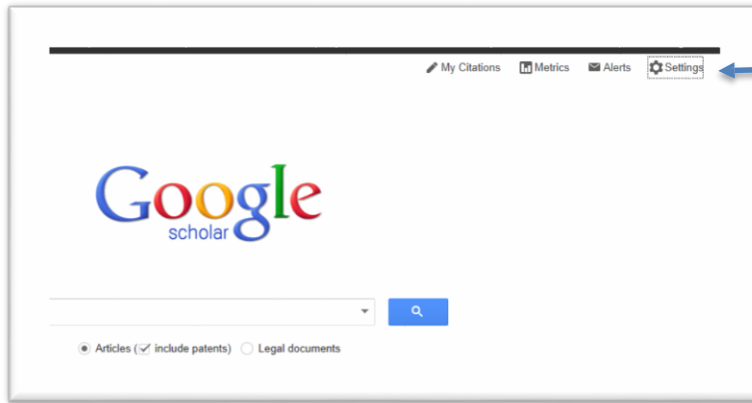 My Citations Metrics Alerts Settings
Google
scholar
Articles (include patents) Legal documents